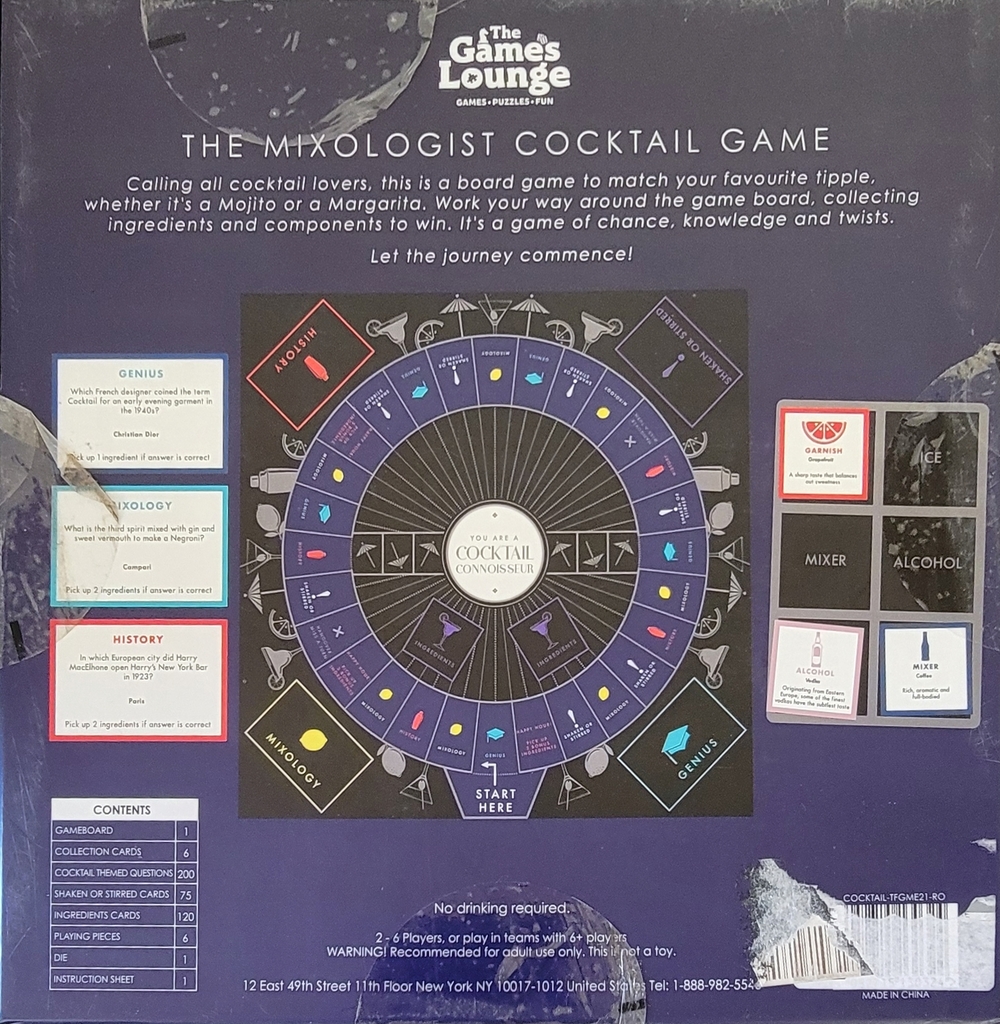 The
Games
Lounge
GAMES • PUZZLES • FUN
THE MIXOLOGIST COCKTAIL GAME
Calling all cocktail lovers, this is a board game to match your favourite tipple,
whether it's a Mojito or a Margarita. Work your way around the game board, collecting
ingredients and components to win. It's a game of chance, knowledge and twists.
Let the journey commence!
GENIUS
Which French designer coined the term
Cocktail for an early evening garment in
the 1940s?
Christian Dior
Pick up 1 ingredient if answer is correct
MIXOLOGY
What is the third spirit mixed with gin and
sweet vermouth to make a Negroni?
Campari
Pick up 2 ingredients if answer is correct
HISTORY
In which European city did Harry
MacElhone open Harry's New York Bar
in 1923?
Paris
Pick up 2 ingredients if answer is correct
HISTORY
SHAKEN OR STIRRED
YOU ARE A
COCKTAIL
CONNOISSEUR
INGREDIENTS
INGREDIENTS
MIXOLOGY
GENIUS
HISTORY
MIXOLOGY
GENIUS
HAPPY HOUR!
PICK UP
2 BONUS
INGREDIENTS
START
HERE
GARNISH
Grapefruit
A sharp taste that balances
out sweetness
ICE
MIXER
ALCOHOL
ALCOHOL
Vodka
Originating from Eastern
Europe, some of the finest
vodkas have the subtlest taste
MIXER
Coffee
Rich, aromatic and
full-bodied
CONTENTS
GAMEBOARD 1
COLLECTION CARDS 6
COCKTAIL THEMED QUESTIONS 200
SHAKEN OR STIRRED CARDS 75
INGREDIENTS CARDS 120
PLAYING PIECES 6
DIE 1
INSTRUCTION SHEET 1
No drinking required.
2 - 6 Players, or play in teams with 6+ players
WARNING! Recommended for adult use only. This is not a toy.
12 East 49th Street 11th Floor New York NY 10017-1012 United States Tel: 1-888-982-554
COCKTAIL-TFGME21-RO
MADE IN CHINA